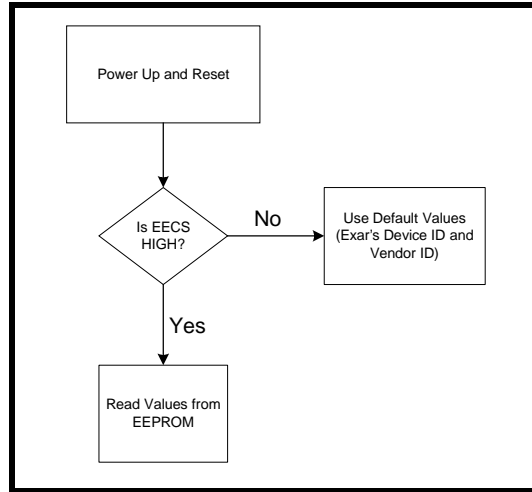 Power Up and Reset
Is EECS
HIGH?
No
Use Default Values
(Exar's Device ID and
Vendor ID)
Yes
Read Values from
EEPROM